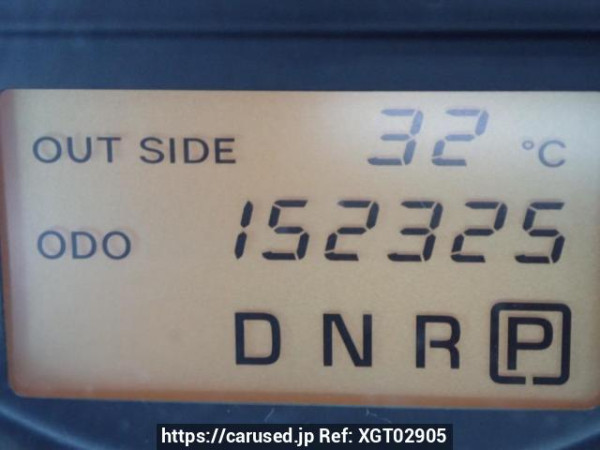 OUT SIDE 32 °C
ODO 152325
D N R P
https://carused.jp Ref: XGT02905